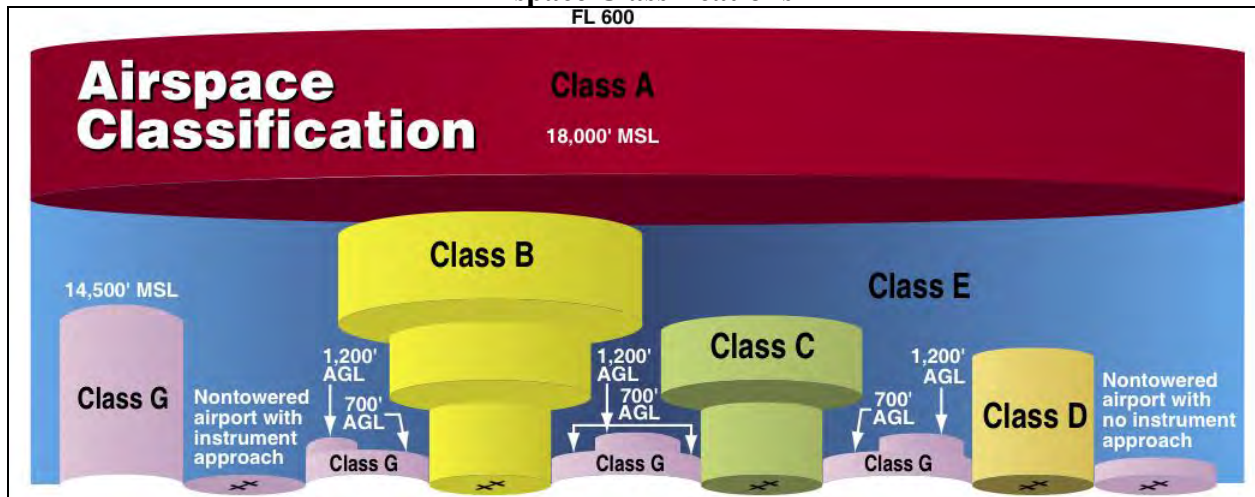 FL 600
Airspace
Classification
Class A
18,000' MSL
Class B
Class E
14,500' MSL
Class C
1,200'
AGL
1,200'
AGL
1,200'
AGL
Class G
Nontowered
airport with
instrument
approach
700'
AGL
700'
AGL
700'
AGL
Class D
Nontowered
airport with
no instrument
approach
Class G
Class G
Class G